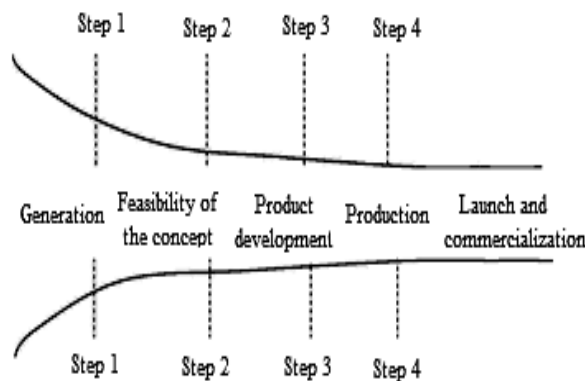 Step 1 Step 2 Step 3 Step 4
Generation
Feasibility of
the concept
Product
development
Production
Launch and
commercialization
Step 1 Step 2 Step 3 Step 4